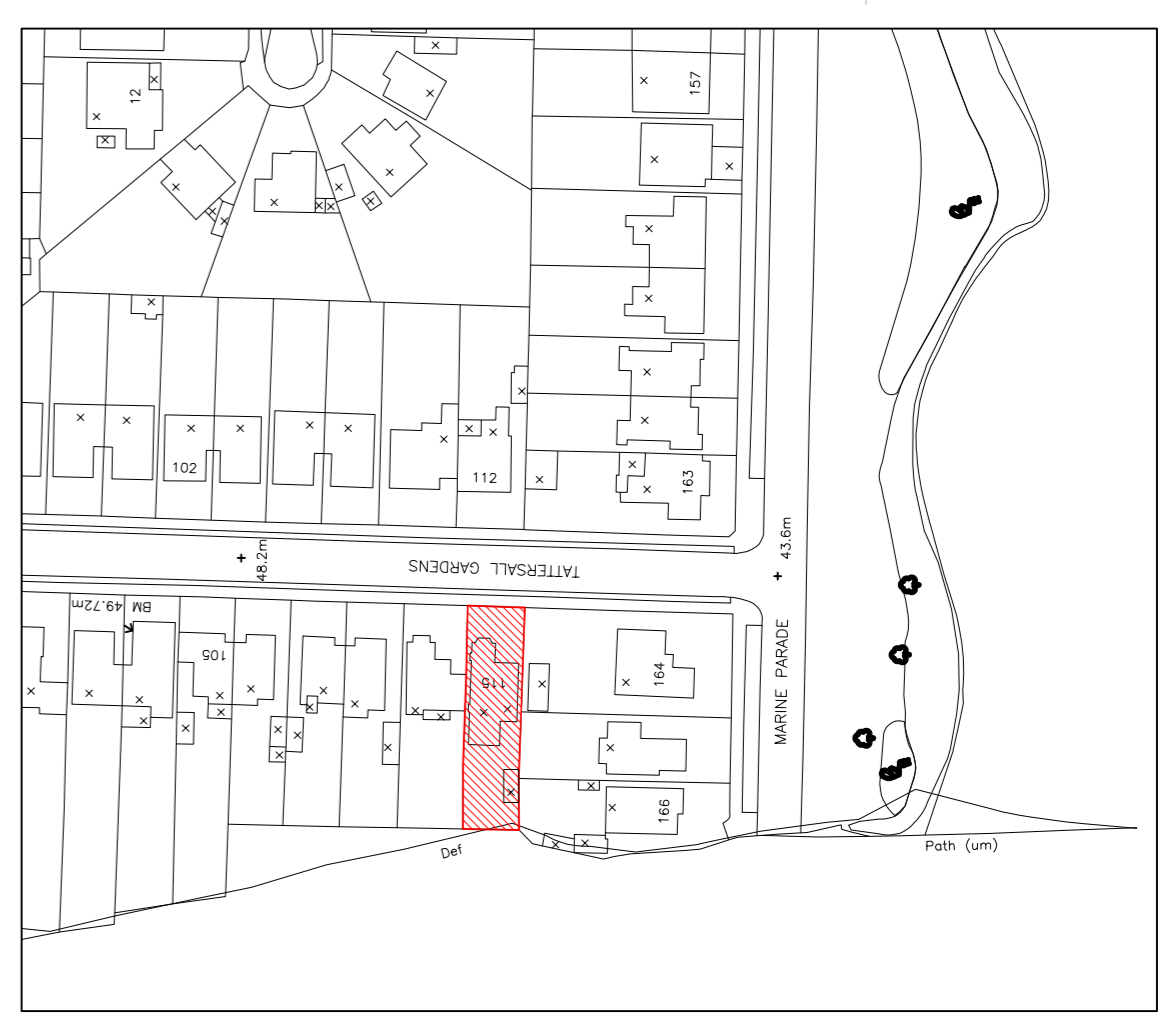 12
157
102
112
163
43.6m
48.2m
TATTERSALL GARDENS
BM 49.72m
105
115
164
MARINE PARADE
166
Def
Path (um)